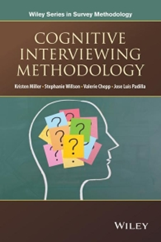 Wiley Series in Survey Methodology
COGNITIVE
INTERVIEWING
METHODOLOGY
Kristen Miller · Stephanie Willson · Valerie Chepp · Jose Luis Padilla
? ? ? ? ? ?
WILEY